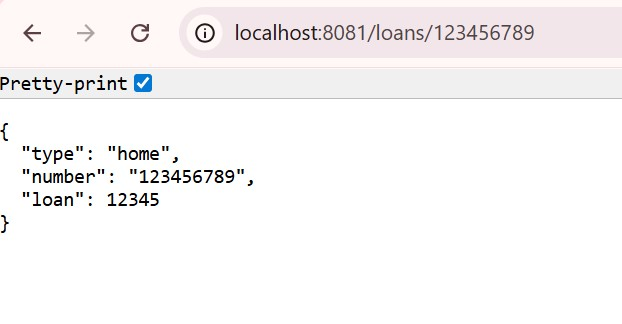 localhost:8081/loans/123456789
Pretty-print
{
  "type": "home",
  "number": "123456789",
  "loan": 12345
}